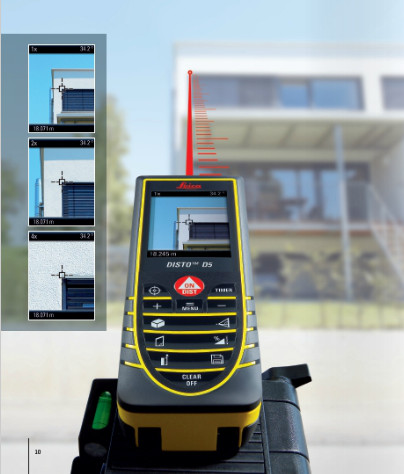 1x 34.2°
18.071 m
2x 34.2°
18.071 m
4x 34.2°
18.071 m
Leica
1x 34.2°
18.245 m
DISTO™ D5
ON
DIST
TIMER
+ MENU −
CLEAR
OFF
10